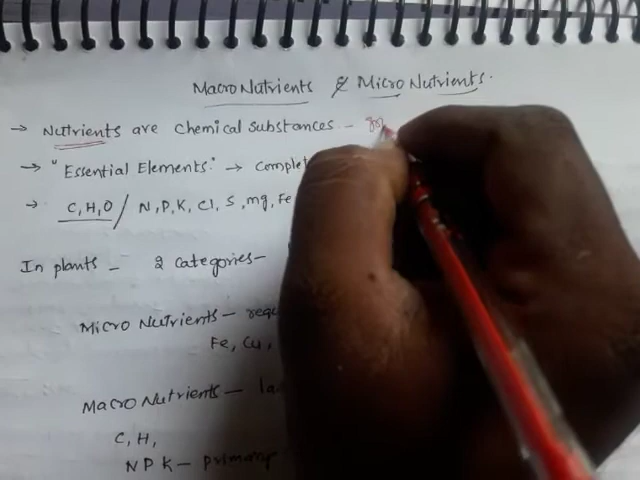 Macro Nutrients & Micro Nutrients.
→ Nutrients are Chemical Substances -
→ "Essential Elements" → Complet
→ C, H, O / N, P, K, Cl, S, mg, Fe
In plants - 2 categories-
Micro Nutrients - requ
Fe, Cu,
Macro Nutrients - la
C, H,
N P K - primary